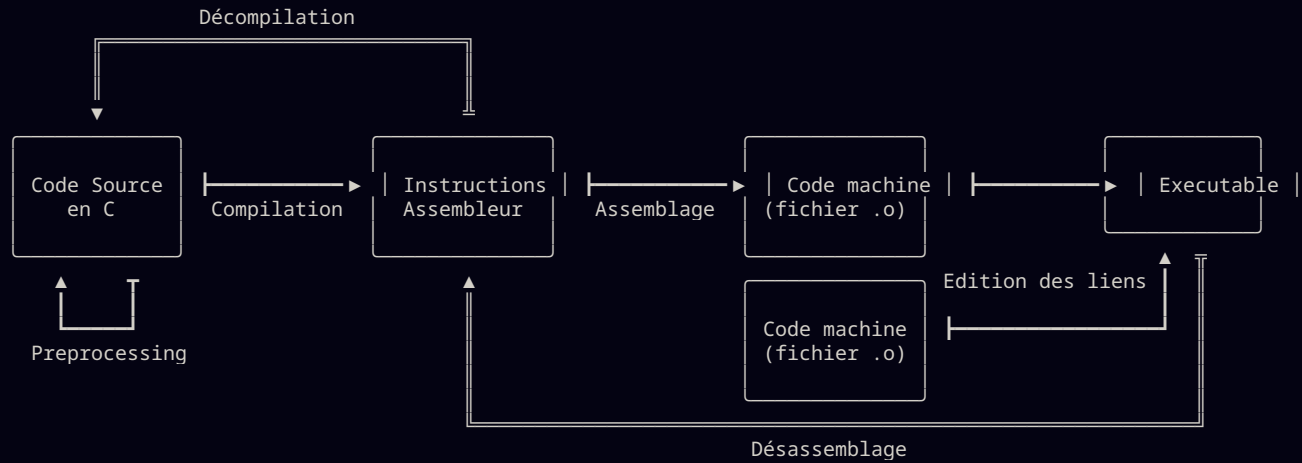 Décompilation
Code Source
en C
Compilation
Instructions
Assembleur
Assemblage
Code machine
(fichier .o)
Executable
Edition des liens
Code machine
(fichier .o)
Preprocessing
Désassemblage